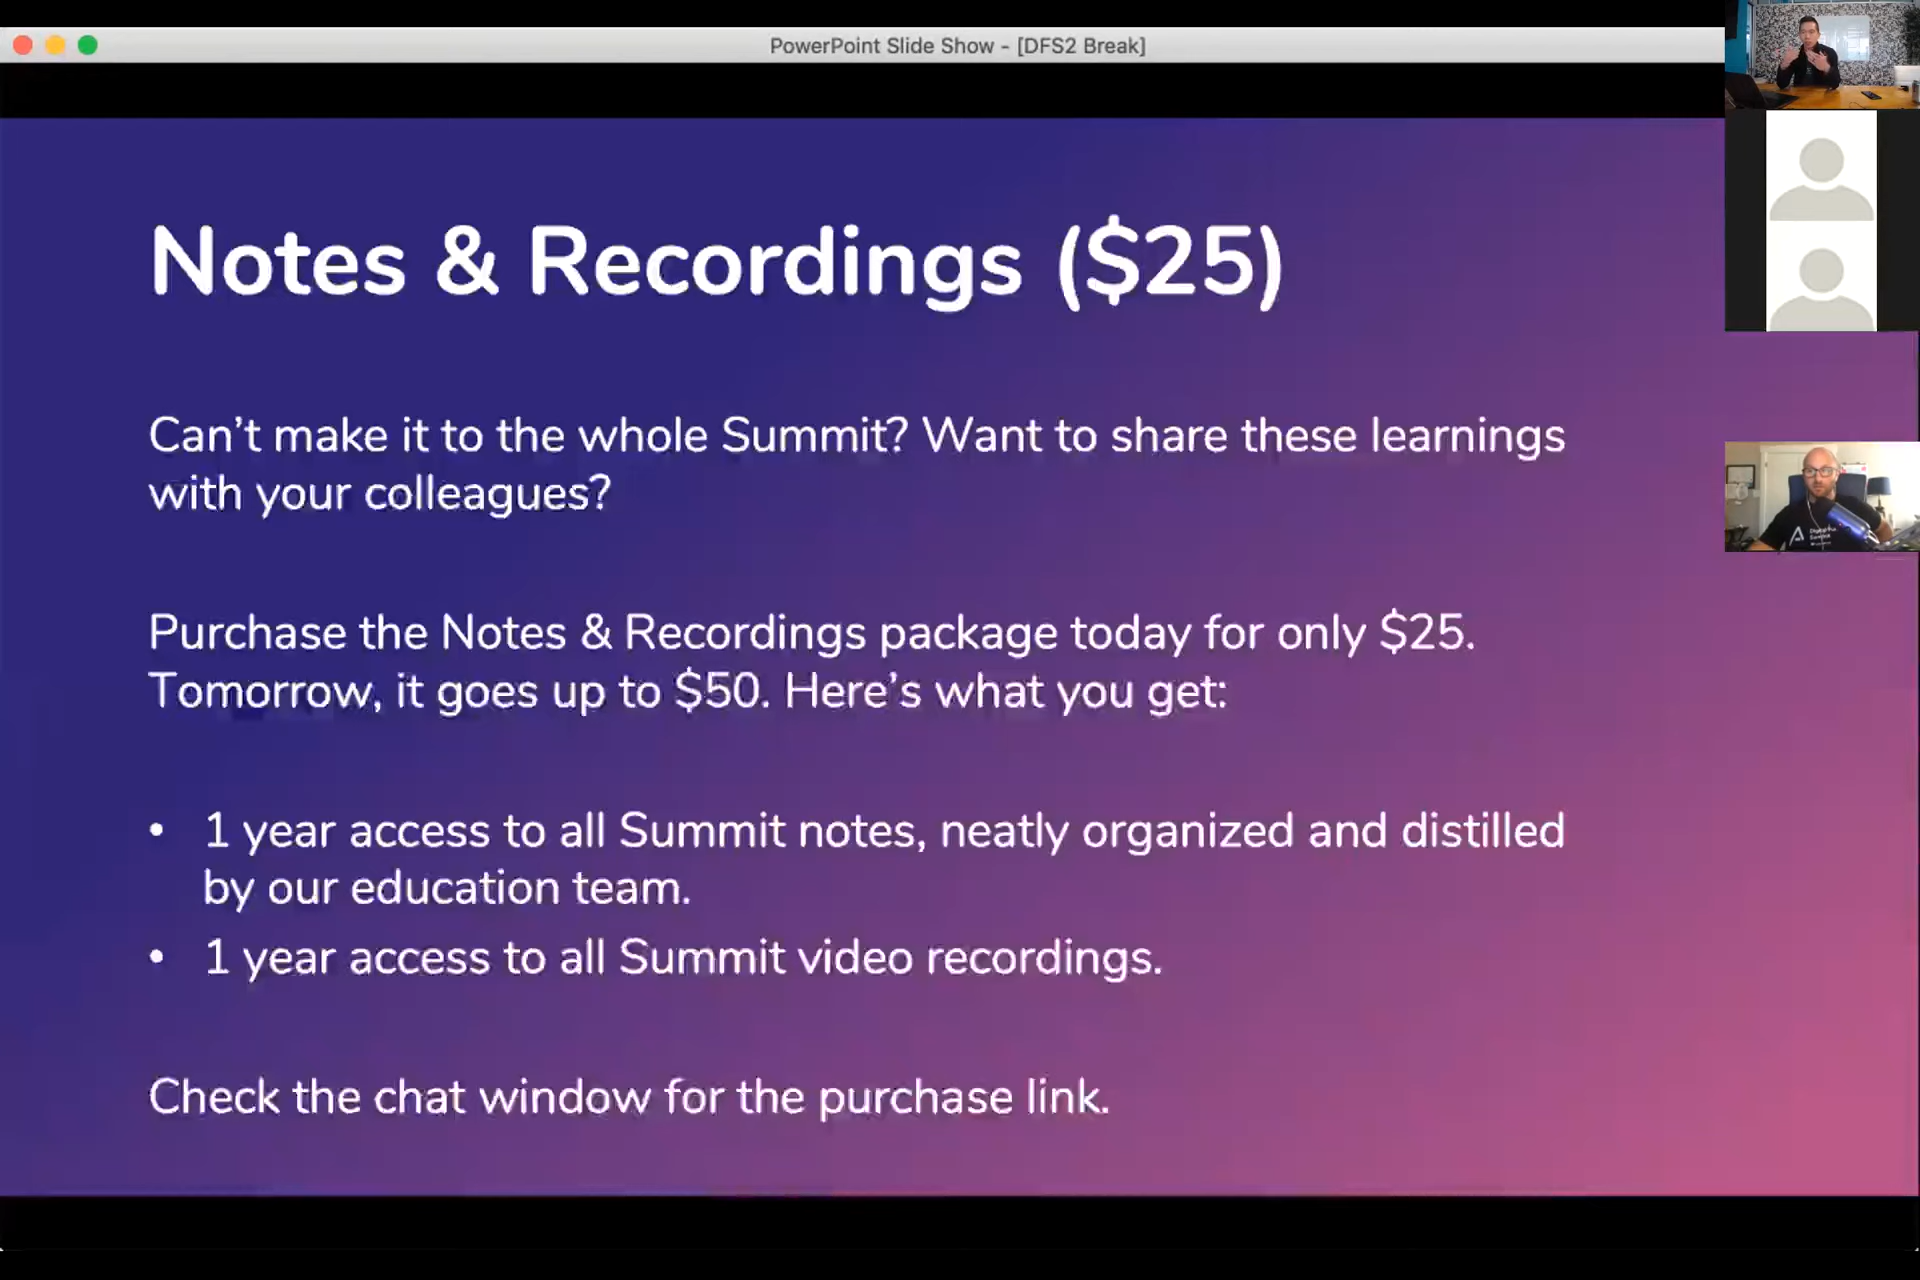 PowerPoint Slide Show - [DFS2 Break]
Notes & Recordings ($25)
Can’t make it to the whole Summit? Want to share these learnings
with your colleagues?
Purchase the Notes & Recordings package today for only $25.
Tomorrow, it goes up to $50. Here’s what you get:
• 1 year access to all Summit notes, neatly organized and distilled
by our education team.
• 1 year access to all Summit video recordings.
Check the chat window for the purchase link.